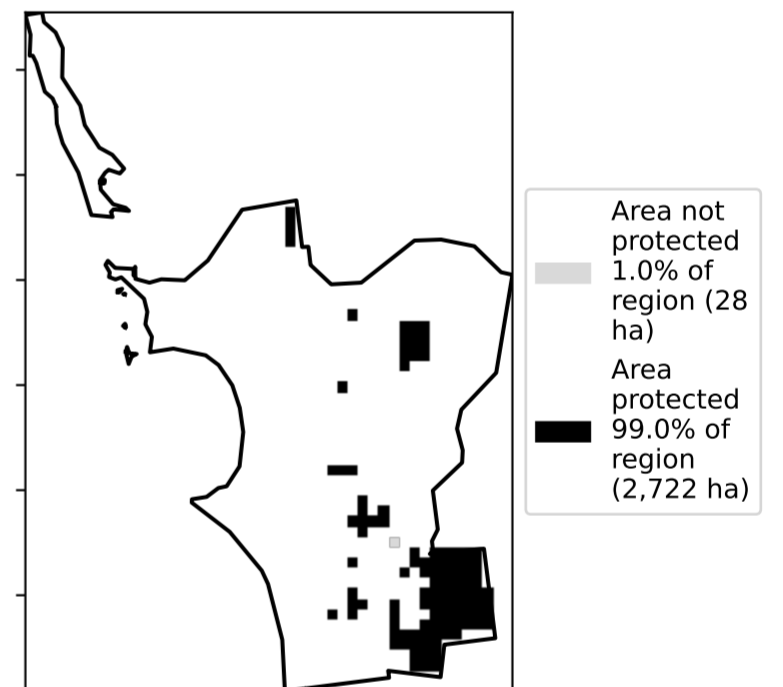 Area not
protected
1.0% of
region (28
ha)
Area
protected
99.0% of
region
(2,722 ha)